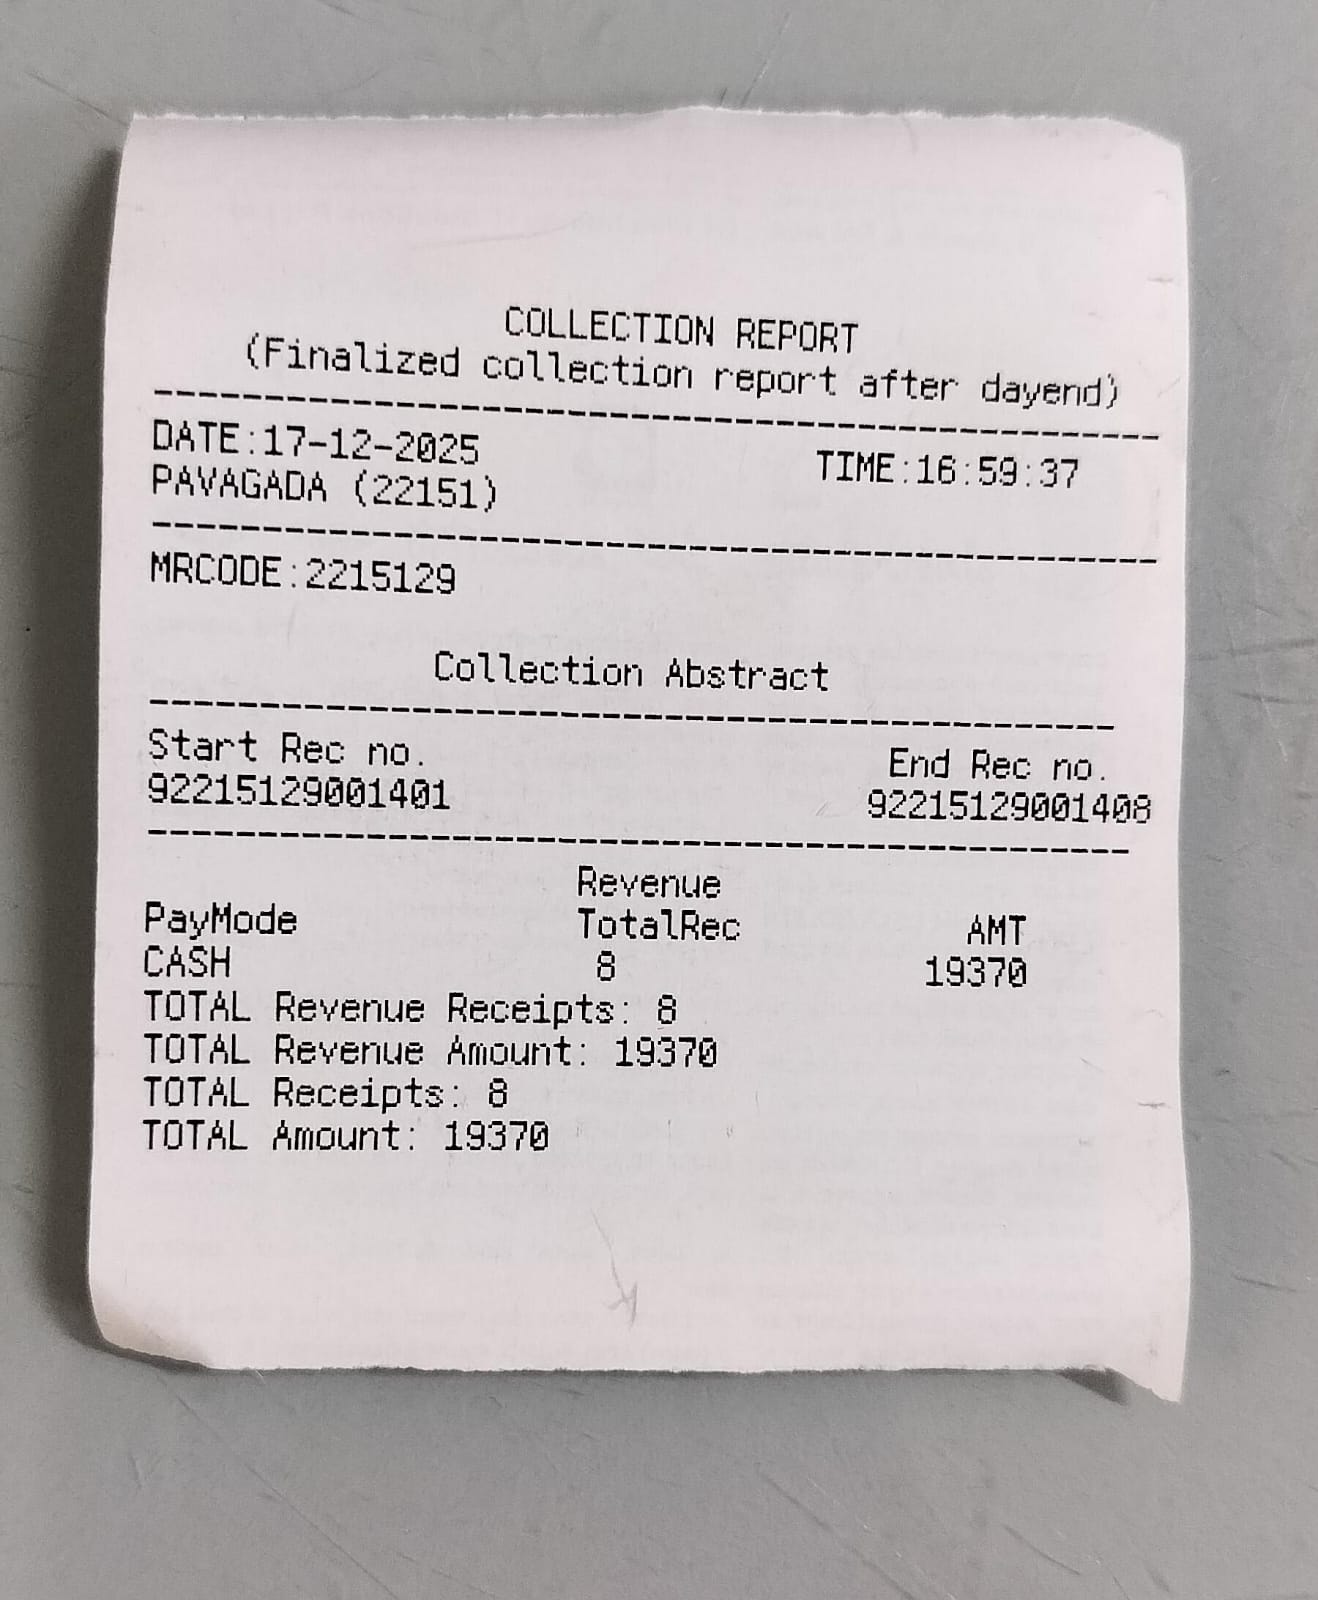 COLLECTION REPORT
(Finalized collection report after dayend)
DATE:17-12-2025 TIME:16:59:37
PAVAGADA (22151)
MRCODE:2215129
Collection Abstract
Start Rec no. End Rec no.
92215129001401 92215129001408
Revenue
PayMode TotalRec AMT
CASH 8 19370
TOTAL Revenue Receipts: 8
TOTAL Revenue Amount: 19370
TOTAL Receipts: 8
TOTAL Amount: 19370